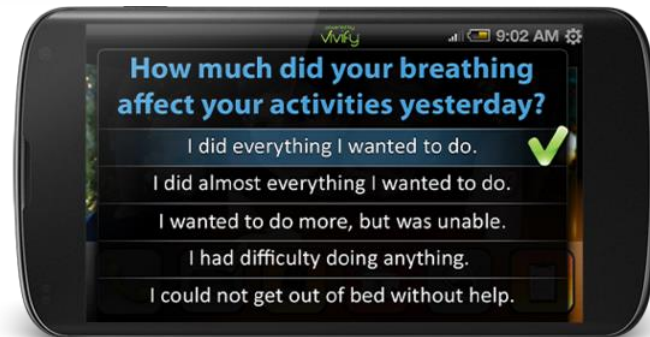 Vivify
9:02 AM
How much did your breathing
affect your activities yesterday?
I did everything I wanted to do.
I did almost everything I wanted to do.
I wanted to do more, but was unable.
I had difficulty doing anything.
I could not get out of bed without help.